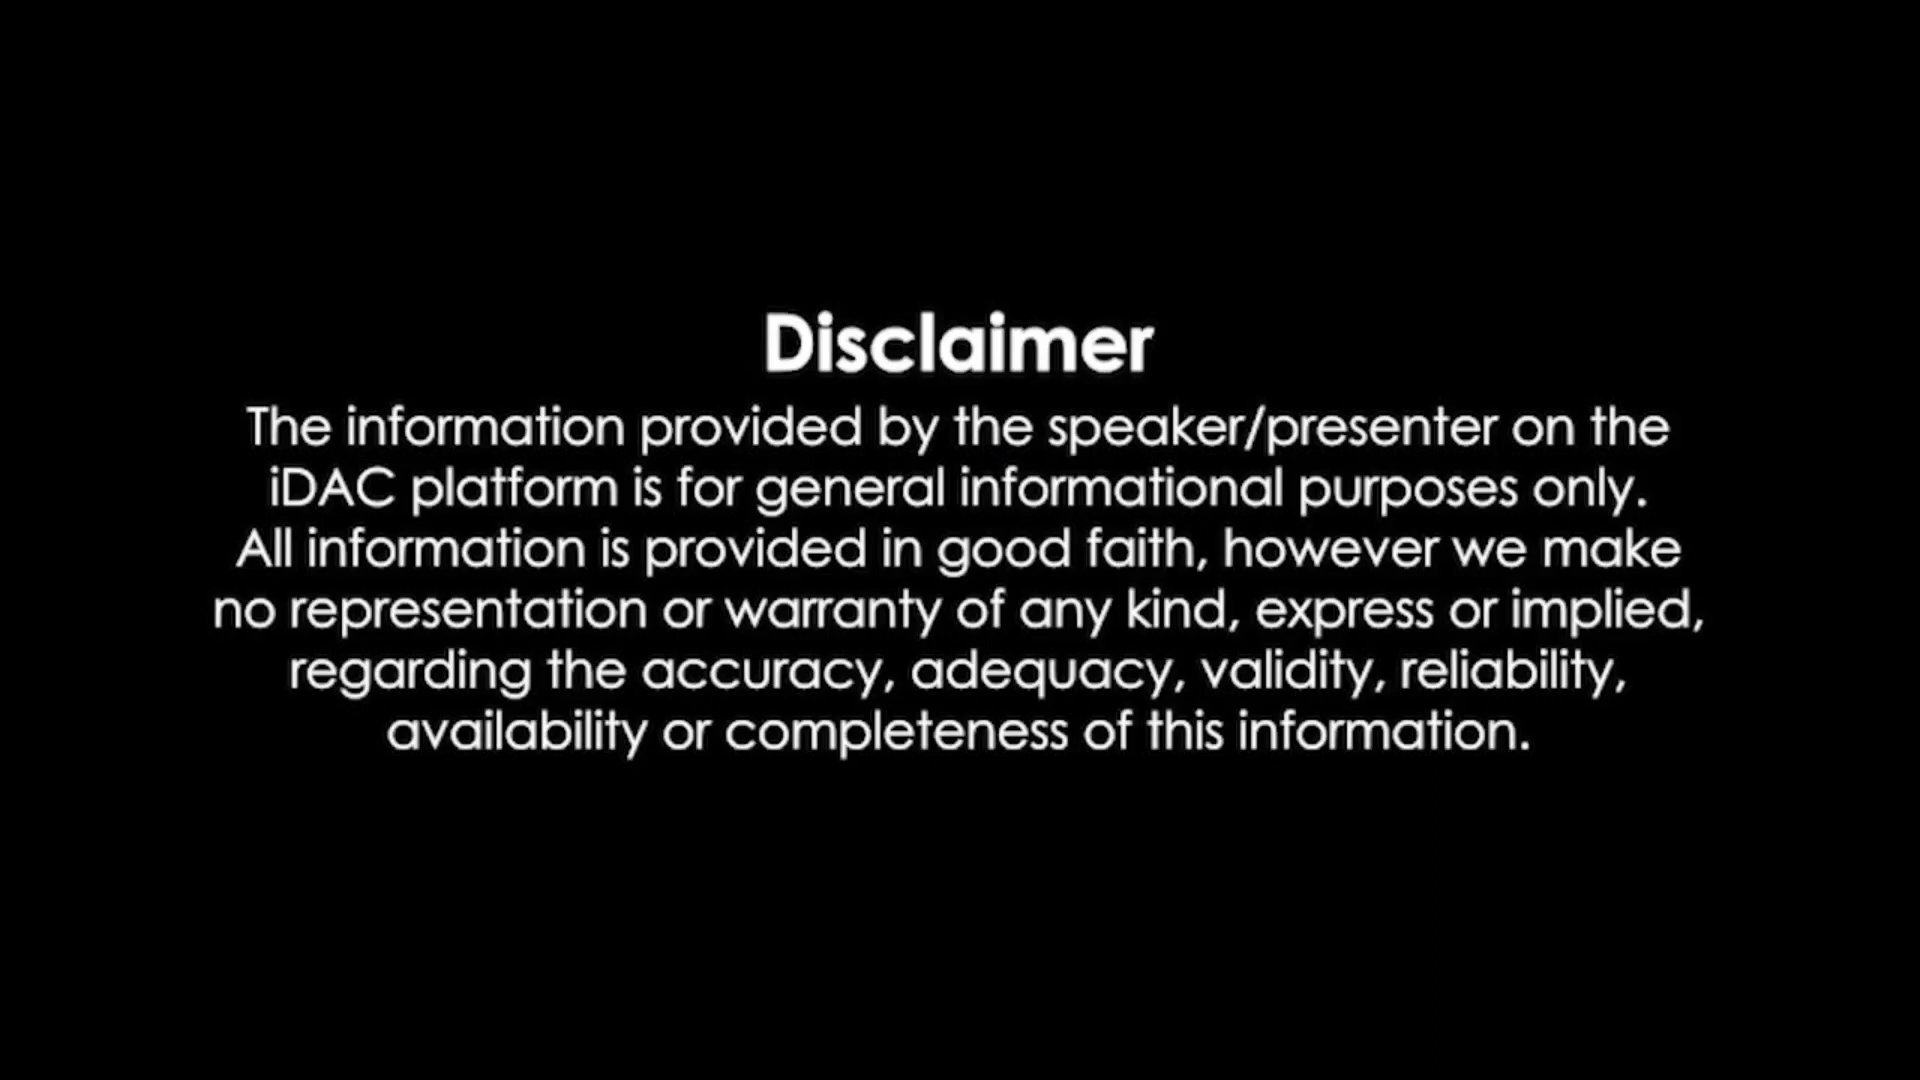 Disclaimer
The information provided by the speaker/presenter on the
iDAC platform is for general informational purposes only.
All information is provided in good faith, however we make
no representation or warranty of any kind, express or implied,
regarding the accuracy, adequacy, validity, reliability,
availability or completeness of this information.